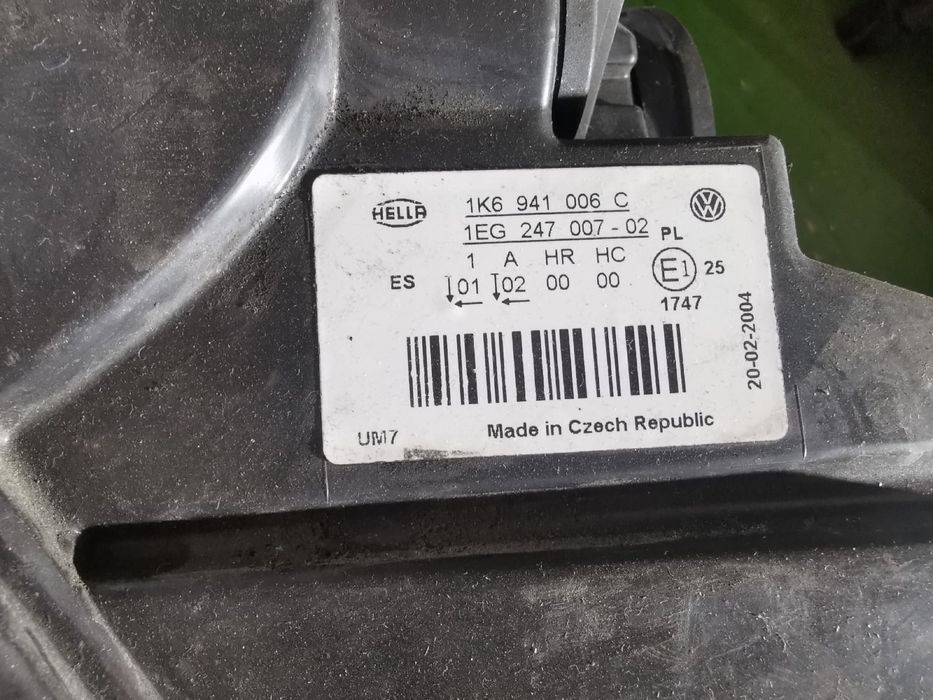 HELLA
1K6 941 006 C
1EG 247 007-02
PL
1 A HR HC
ES 01 02 00 00
E1 25
1747
20-02-2004
UM7
Made in Czech Republic